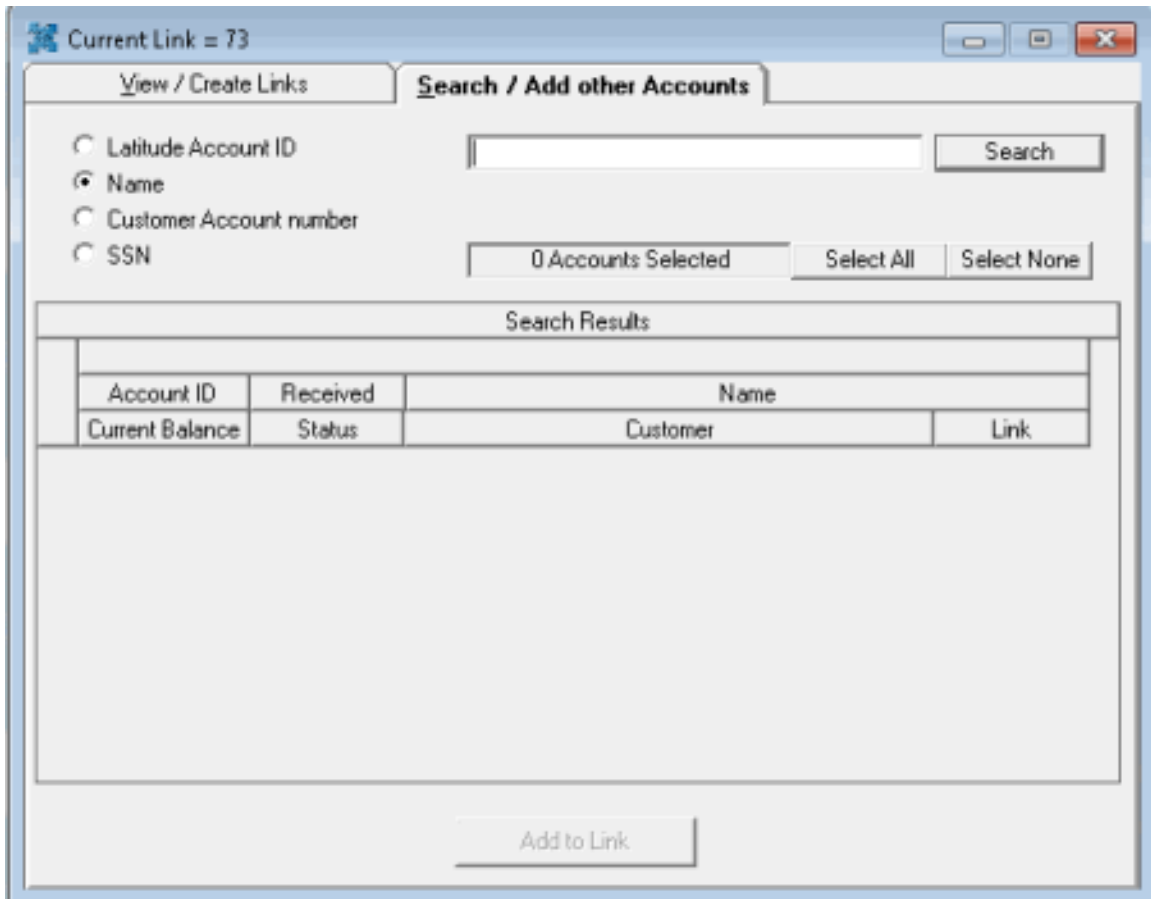 Current Link = 73
View / Create Links
Search / Add other Accounts
Latitude Account ID
Search
Name
Customer Account number
SSN
0 Accounts Selected
Select All
Select None
Search Results
Account ID
Received
Name
Current Balance
Status
Customer
Link
Add to Link